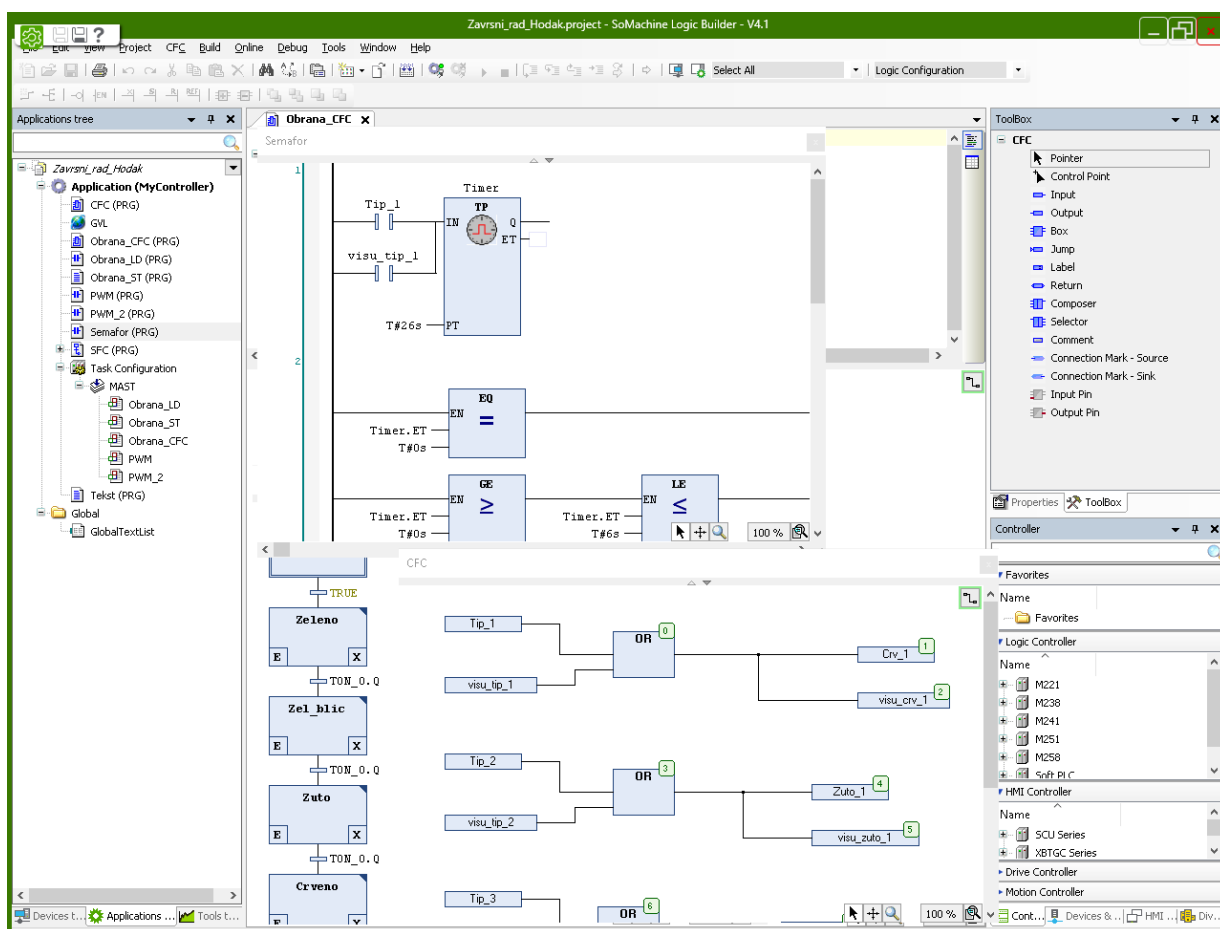 Zavrsni_rad_Hodak.project - SoMachine Logic Builder - V4.1
File Edit View Project CFC Build Online Debug Tools Window Help
Select All
Logic Configuration
Applications tree
Zavrsni_rad_Hodak
Application (MyController)
CFC (PRG)
GVL
Obrana_CFC (PRG)
Obrana_LD (PRG)
Obrana_ST (PRG)
PWM (PRG)
PWM_2 (PRG)
Semafor (PRG)
SFC (PRG)
Task Configuration
MAST
Obrana_LD
Obrana_ST
Obrana_CFC
PWM
PWM_2
Tekst (PRG)
Global
GlobalTextList
Devices t...
Applications ...
Tools t...
Obrana_CFC
Semafor
1
Timer
Tip_1
TP
IN Q
ET
visu_tip_1
T#26s PT
2
EQ
EN
=
Timer.ET
T#0s
GE LE
EN EN
≥ ≤
Timer.ET Timer.ET
T#0s T#6s
100 %
TRUE
Zeleno
E X
TON_0.Q
Zel_blic
E X
TON_0.Q
Zuto
E X
TON_0.Q
Crveno
CFC
Tip_1
OR 0
Crv_1 1
visu_tip_1
visu_crv_1 2
Tip_2
OR 3
Zuto_1 4
visu_tip_2
visu_zuto_1 5
Tip_3
OR 6
100 %
ToolBox
CFC
Pointer
Control Point
Input
Output
Box
Jump
Label
Return
Composer
Selector
Comment
Connection Mark - Source
Connection Mark - Sink
Input Pin
Output Pin
Properties
ToolBox
Controller
Favorites
Name
Favorites
Logic Controller
Name
M221
M238
M241
M251
M258
Soft PLC
HMI Controller
Name
SCU Series
XBTGC Series
Drive Controller
Motion Controller
Cont...
Devices & ...
HMI ...
Div...